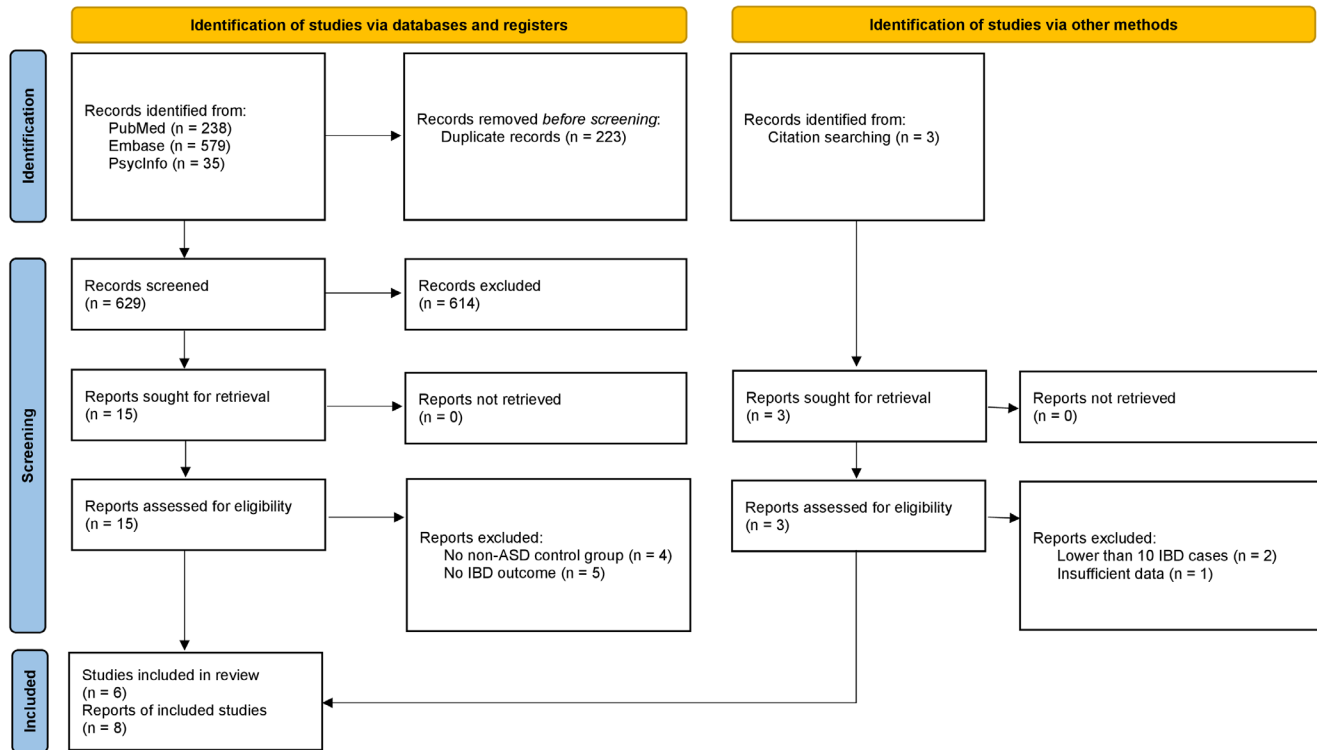 Identification of studies via databases and registers
Identification of studies via other methods
Identification
Records identified from:
PubMed (n = 238)
Embase (n = 579)
PsycInfo (n = 35)
Records removed before screening:
Duplicate records (n = 223)
Records identified from:
Citation searching (n = 3)
Screening
Records screened
(n = 629)
Records excluded
(n = 614)
Reports sought for retrieval
(n = 15)
Reports not retrieved
(n = 0)
Reports sought for retrieval
(n = 3)
Reports not retrieved
(n = 0)
Reports assessed for eligibility
(n = 15)
Reports excluded:
No non-ASD control group (n = 4)
No IBD outcome (n = 5)
Reports assessed for eligibility
(n = 3)
Reports excluded:
Lower than 10 IBD cases (n = 2)
Insufficient data (n = 1)
Included
Studies included in review
(n = 6)
Reports of included studies
(n = 8)